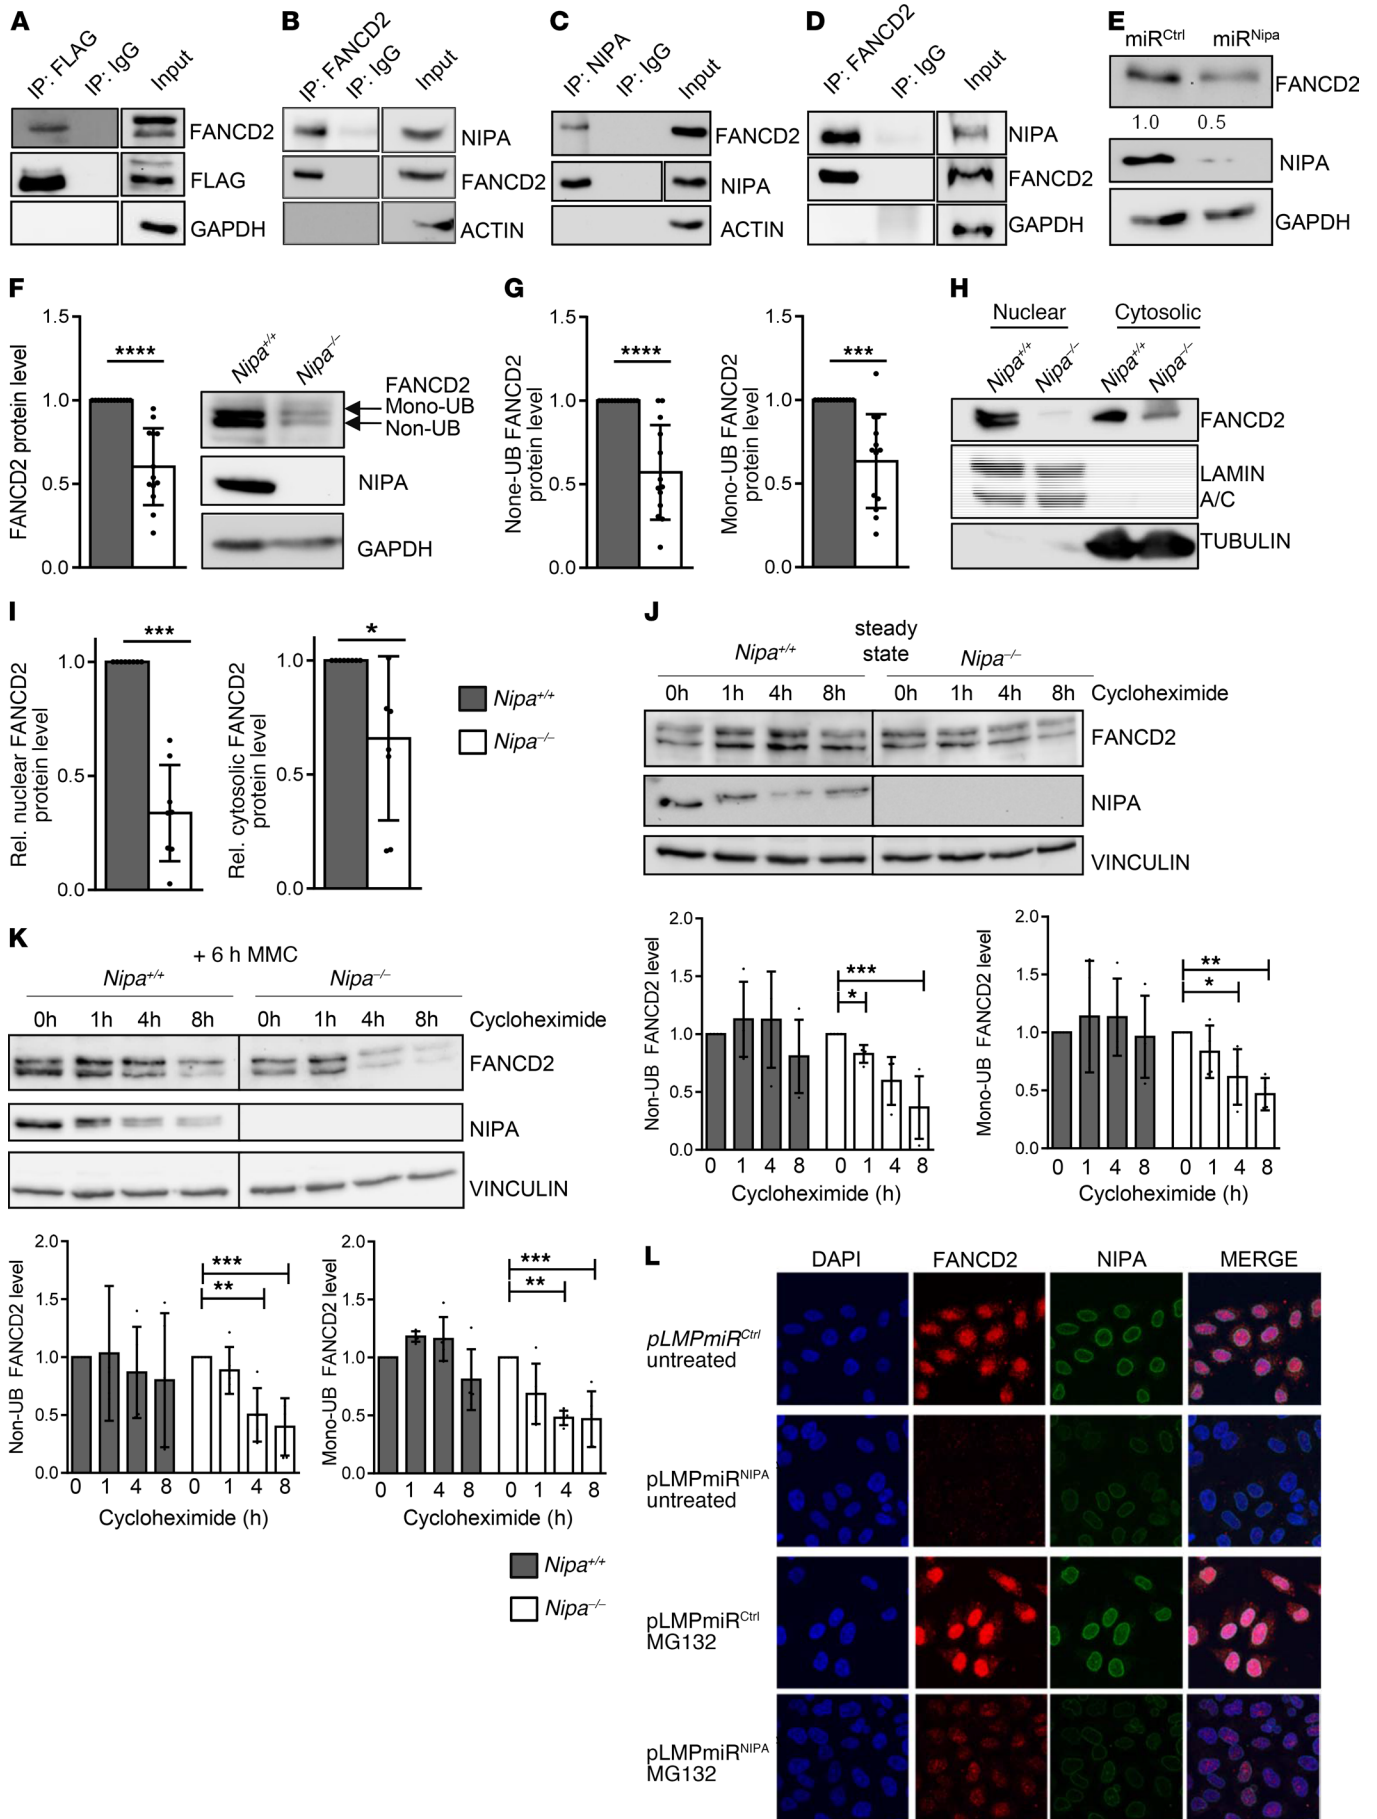 A
IP: FLAG
IP: IgG
Input
FANCD2
FLAG
GAPDH
B
IP: FANCD2
IP: IgG
Input
NIPA
FANCD2
ACTIN
C
IP: NIPA
IP: IgG
Input
FANCD2
NIPA
ACTIN
D
IP: FANCD2
IP: IgG
Input
NIPA
FANCD2
GAPDH
E
miRCtrl miRNipa
FANCD2
1.0 0.5
NIPA
GAPDH
F
FANCD2 protein level
1.5
1.0
0.5
0.0
****
Nipa+/+
Nipa−/−
FANCD2
Mono-UB
Non-UB
NIPA
GAPDH
G
None-UB FANCD2
protein level
1.5
1.0
0.5
0.0
****
Mono-UB FANCD2
protein level
1.5
1.0
0.5
0.0
***
H
Nuclear Cytosolic
Nipa+/+
Nipa−/−
Nipa+/+
Nipa−/−
FANCD2
LAMIN
A/C
TUBULIN
I
Rel. nuclear FANCD2
protein level
1.0
0.5
0.0
***
Rel. cytosolic FANCD2
protein level
1.0
0.5
0.0
*
Nipa+/+
Nipa−/−
J
steady
state
Nipa+/+ Nipa−/−
0h 1h 4h 8h 0h 1h 4h 8h Cycloheximide
FANCD2
NIPA
VINCULIN
Non-UB FANCD2 level
2.0
1.5
1.0
0.5
0.0
***
*
0 1 4 8 0 1 4 8
Cycloheximide (h)
Mono-UB FANCD2 level
2.0
1.5
1.0
0.5
0.0
**
*
0 1 4 8 0 1 4 8
Cycloheximide (h)
K
+ 6 h MMC
Nipa+/+ Nipa−/−
0h 1h 4h 8h 0h 1h 4h 8h Cycloheximide
FANCD2
NIPA
VINCULIN
Non-UB FANCD2 level
2.0
1.5
1.0
0.5
0.0
***
**
0 1 4 8 0 1 4 8
Cycloheximide (h)
Mono-UB FANCD2 level
2.0
1.5
1.0
0.5
0.0
***
**
0 1 4 8 0 1 4 8
Cycloheximide (h)
Nipa+/+
Nipa−/−
L
DAPI FANCD2 NIPA MERGE
pLMPmiRCtrl
untreated
pLMPmiRNIPA
untreated
pLMPmiRCtrl
MG132
pLMPmiRNIPA
MG132